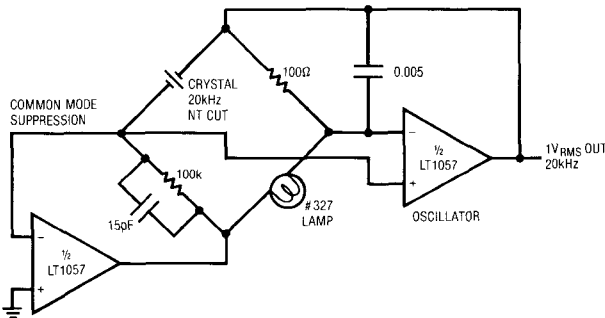 100Ω
0.005
CRYSTAL
20kHz
NT CUT
COMMON MODE
SUPPRESSION
−
½
LT1057
+
1VRMS OUT
20kHz
100k
15pF
#327
LAMP
OSCILLATOR
−
½
LT1057
+